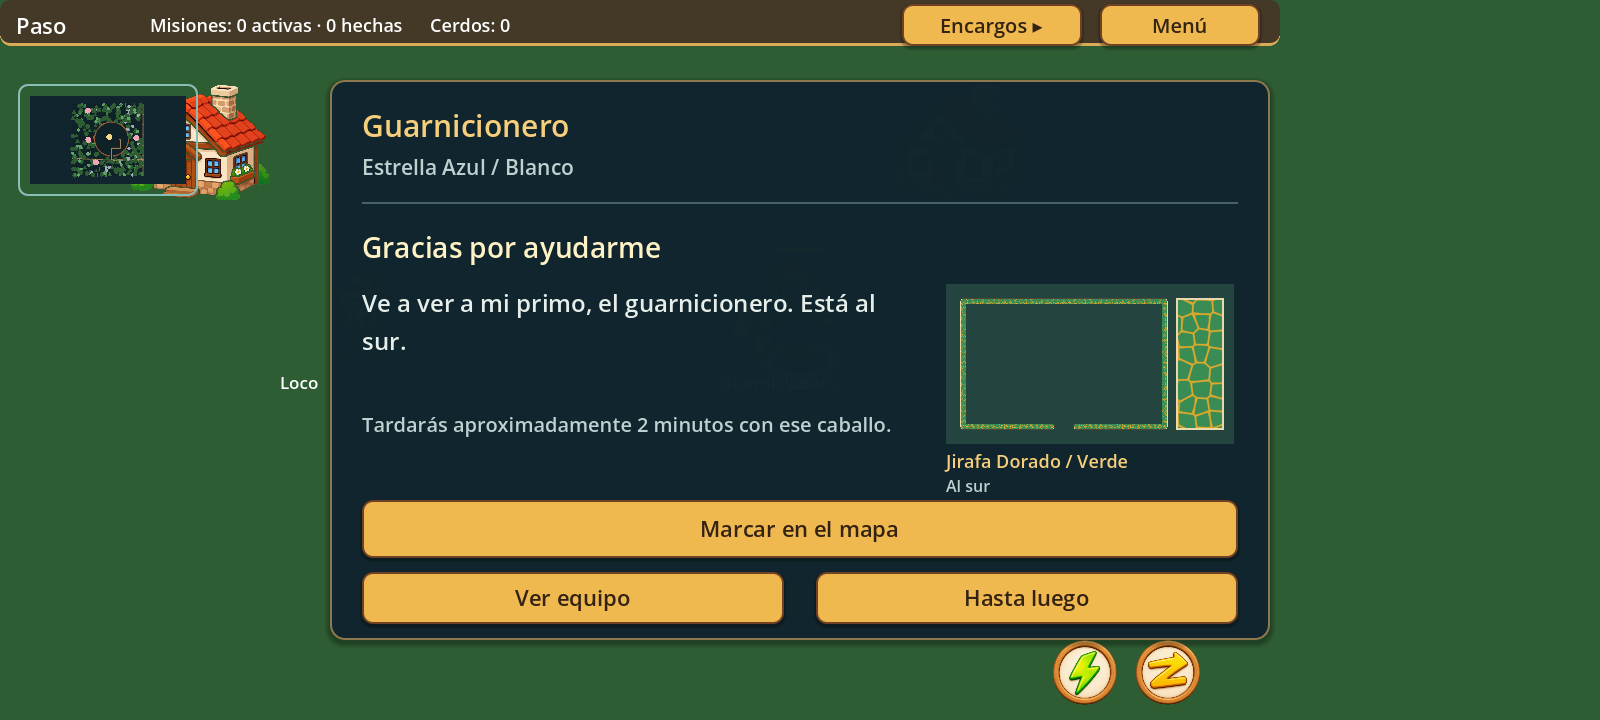 Paso
Misiones: 0 activas · 0 hechas
Cerdos: 0
Encargos ▸
Menú
Guarnicionero
Estrella Azul / Blanco
Gracias por ayudarme
Ve a ver a mi primo, el guarnicionero. Está al
sur.
Loco
Tardarás aproximadamente 2 minutos con ese caballo.
Jirafa Dorado / Verde
Al sur
Marcar en el mapa
Ver equipo
Hasta luego